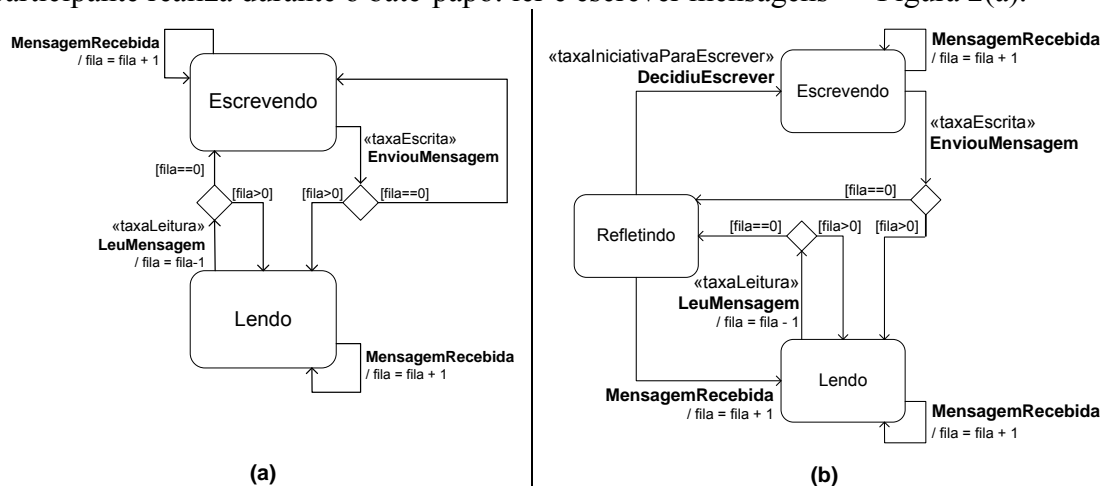 participante realiza durante o bate-papo: ler e escrever mensagens — Figura 2(a).
MensagemRecebida
/ fila = fila + 1
Escrevendo
«taxaEscrita»
EnviouMensagem
[fila==0]
[fila>0]
[fila>0]
[fila==0]
«taxaLeitura»
LeuMensagem
/ fila = fila-1
Lendo
MensagemRecebida
/ fila = fila + 1
(a)
«taxaIniciativaParaEscrever»
DecidiuEscrever
MensagemRecebida
/ fila = fila + 1
Escrevendo
«taxaEscrita»
EnviouMensagem
[fila==0]
Refletindo
[fila==0]
[fila>0]
[fila>0]
«taxaLeitura»
LeuMensagem
/ fila = fila - 1
MensagemRecebida
/ fila = fila + 1
Lendo
MensagemRecebida
/ fila = fila + 1
(b)